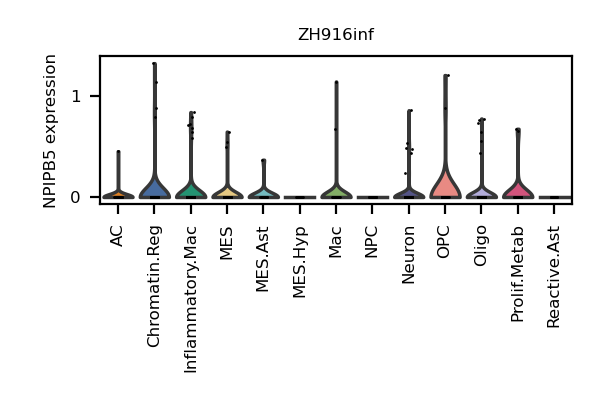 ZH916inf
NPIPB5 expression
1
0
AC
Chromatin.Reg
Inflammatory.Mac
MES
MES.Ast
MES.Hyp
Mac
NPC
Neuron
OPC
Oligo
Prolif.Metab
Reactive.Ast